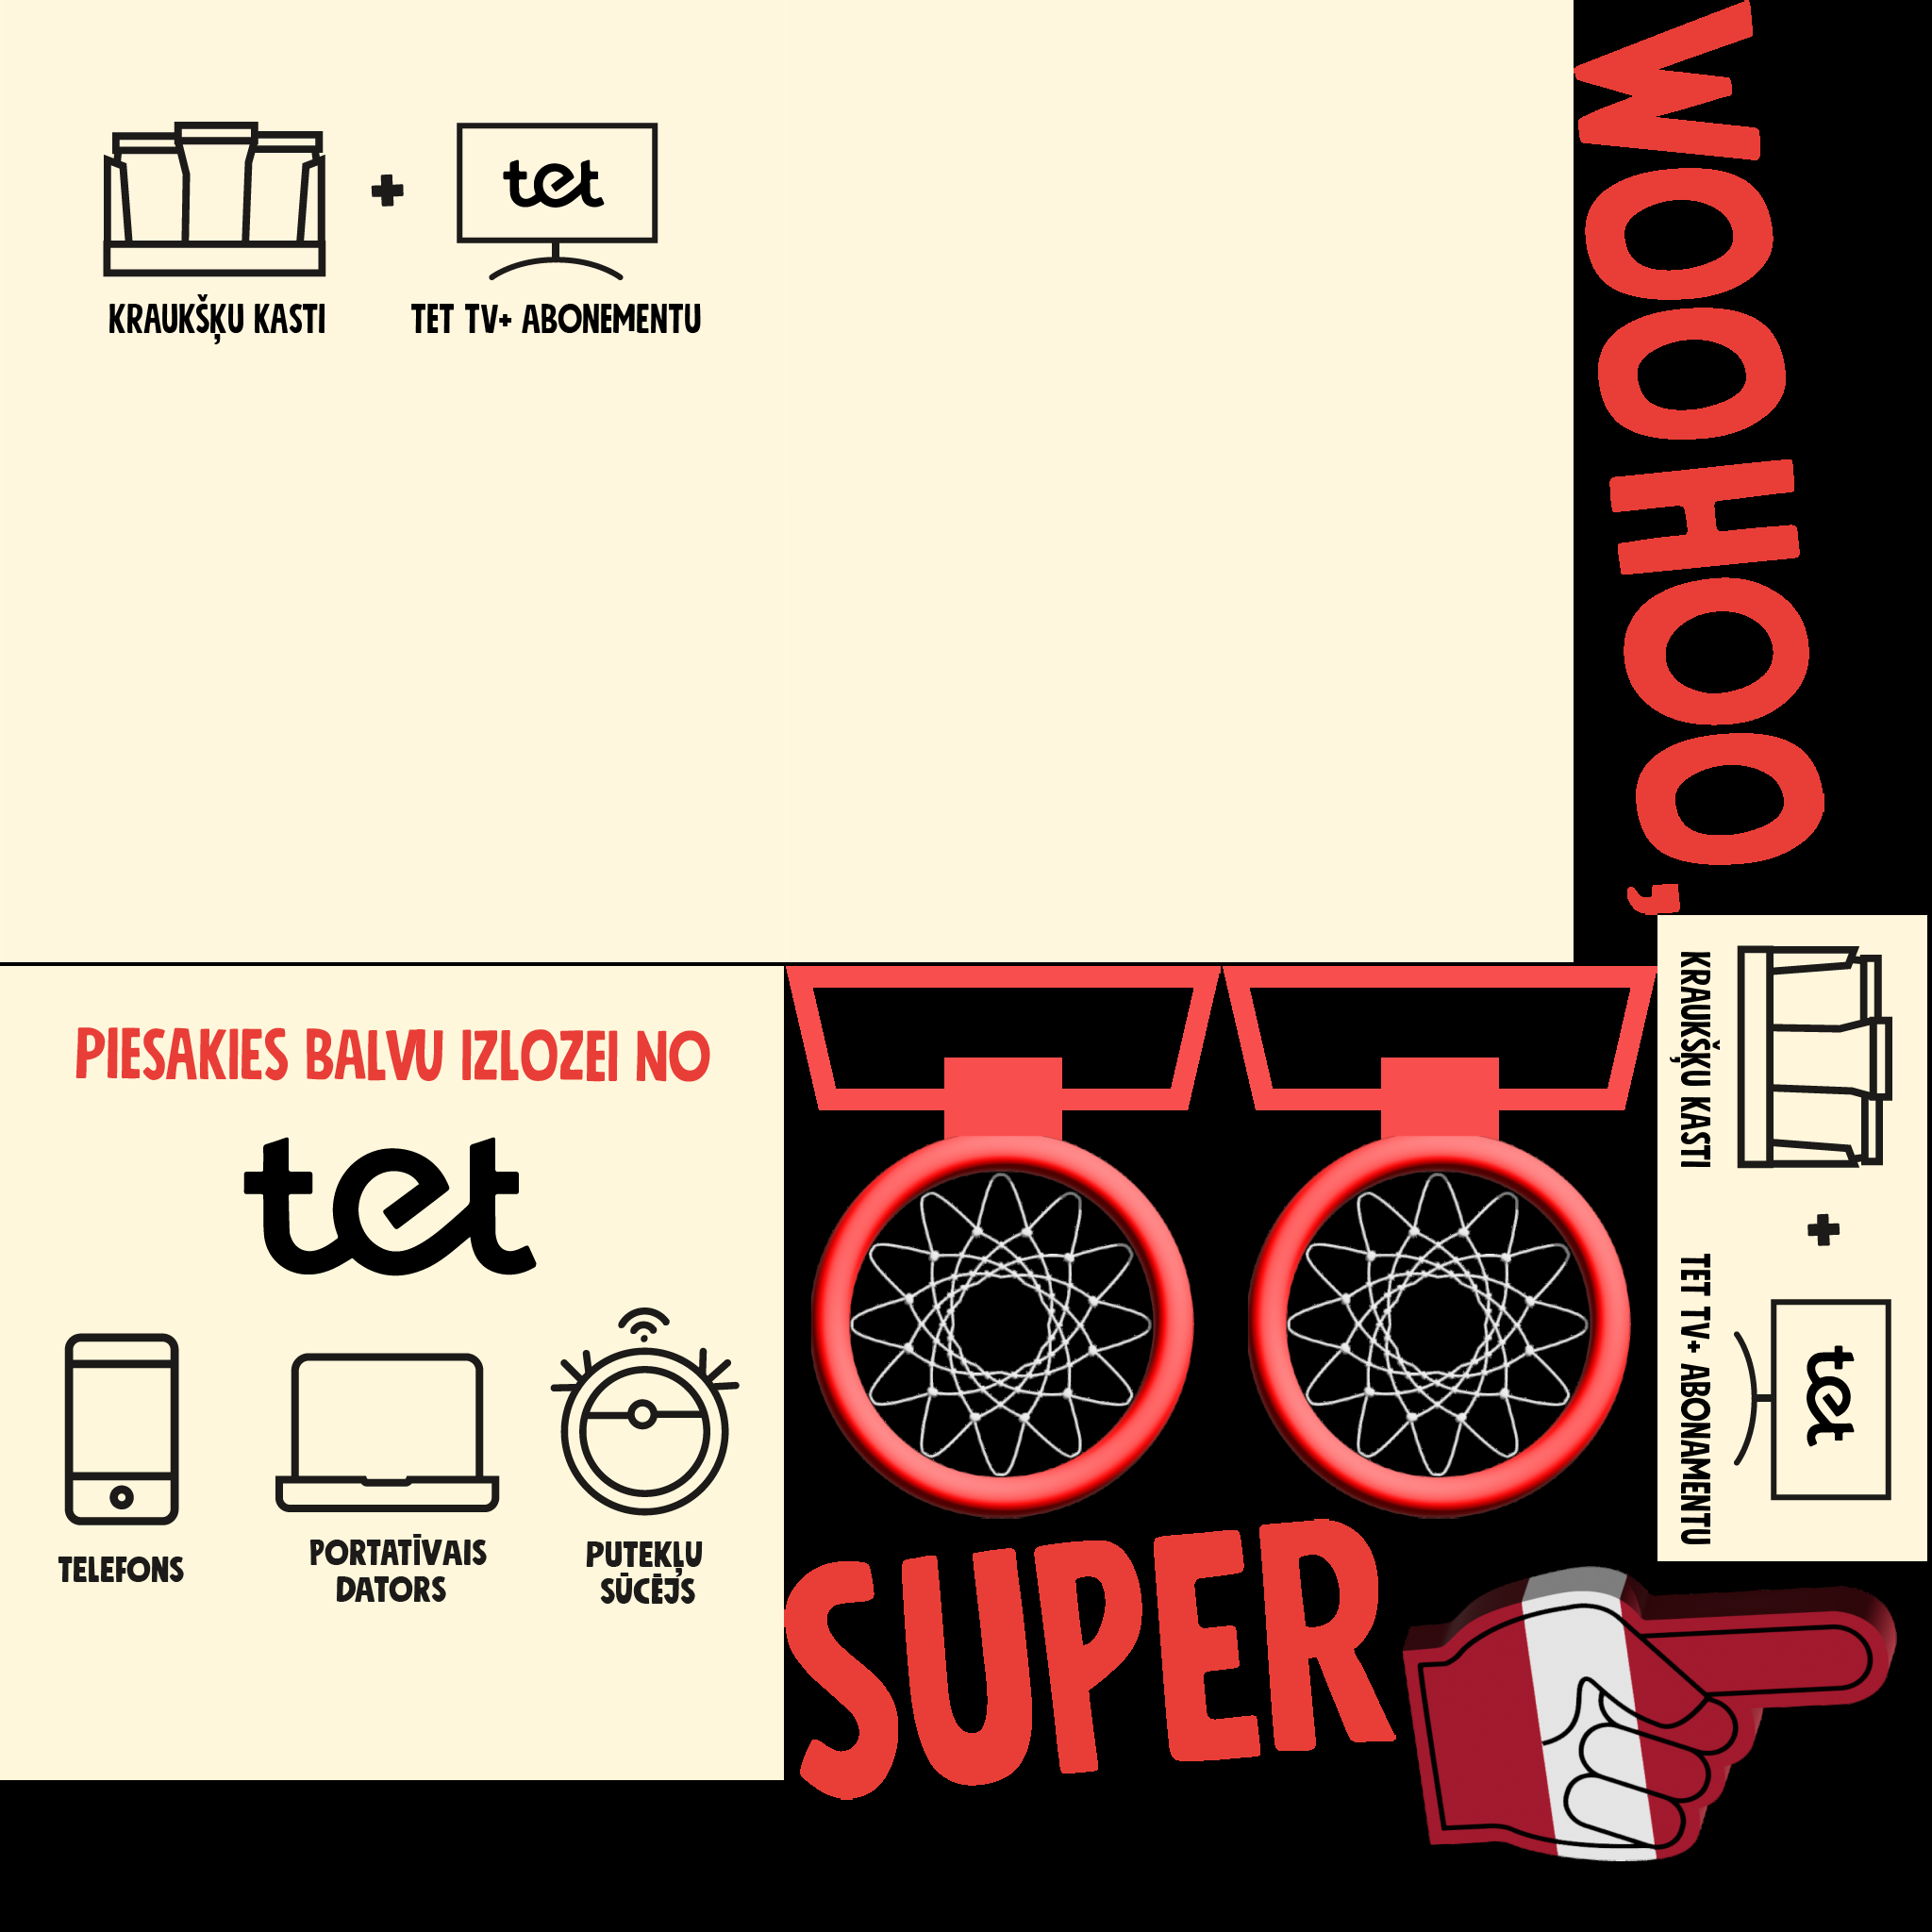 tet
KRAUKŠĶU KASTI + TET TV+ ABONEMENTU
WOOHOO,
PIESAKIES BALVU IZLOZEI NO
tet
TELEFONS
PORTATĪVAIS
DATORS
PUTEKĻU
SŪCĒJS
KRAUKŠĶU KASTI + TET TV+ ABONAMENTU
tet
SUPER